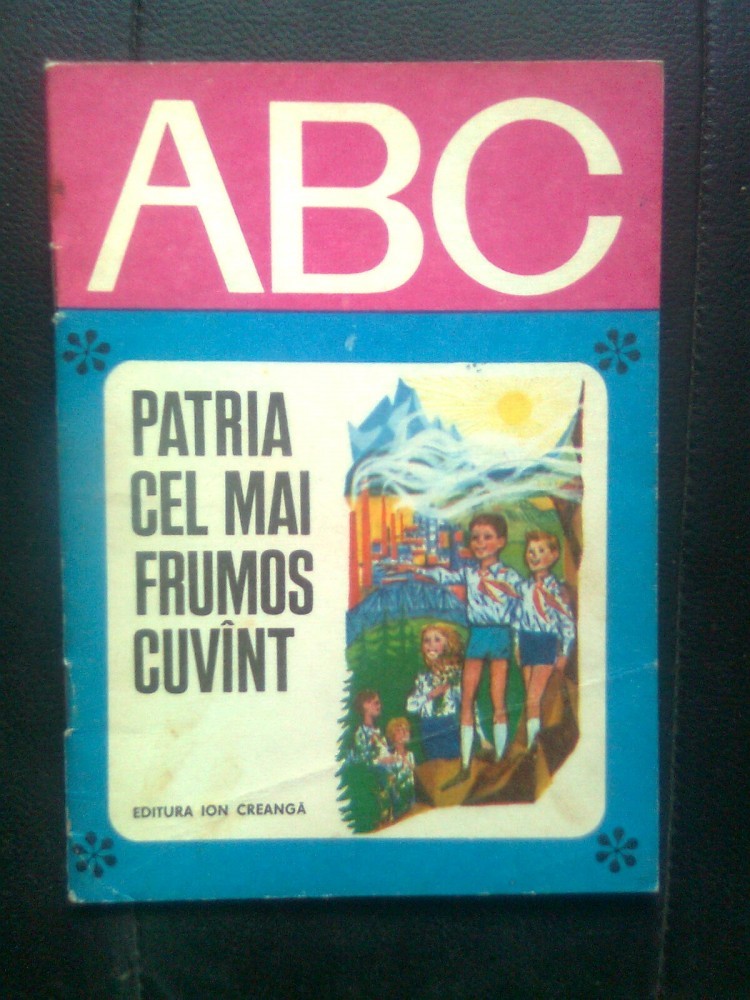 ABC
PATRIA
CEL MAI
FRUMOS
CUVÎNT
EDITURA ION CREANGĂ